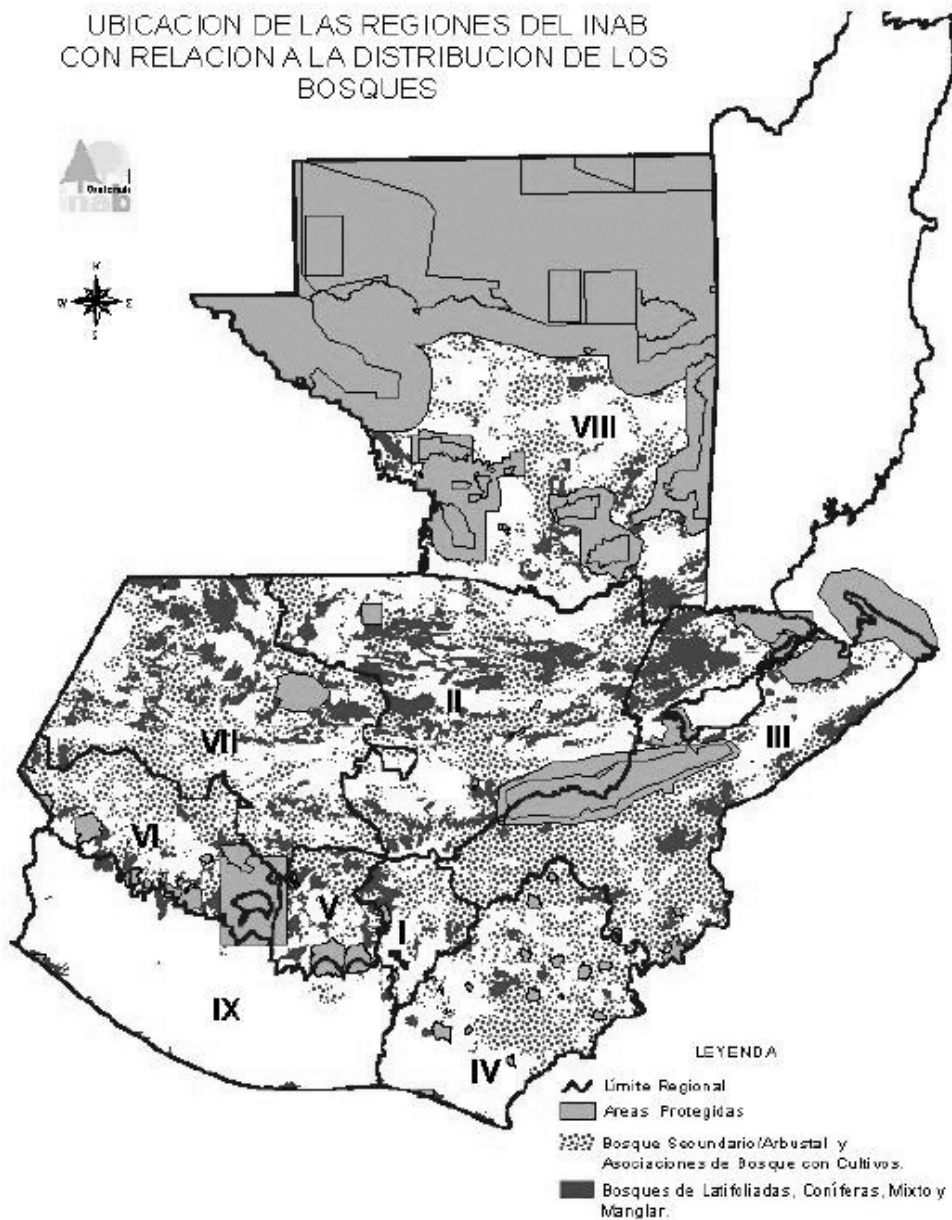 UBICACION DE LAS REGIONES DEL INAB
CON RELACION A LA DISTRIBUCION DE LOS
BOSQUES
Guatemala
inab
N
W
E
S
VIII
II
III
VII
VI
V
I
IX
IV
LEYENDA
Límite Regional
Areas Protegidas
Bosque Secundario/Arbustal y
Asociaciones de Bosque con Cultivos.
Bosques de Latifoliadas, Coníferas, Mixto y
Manglar.